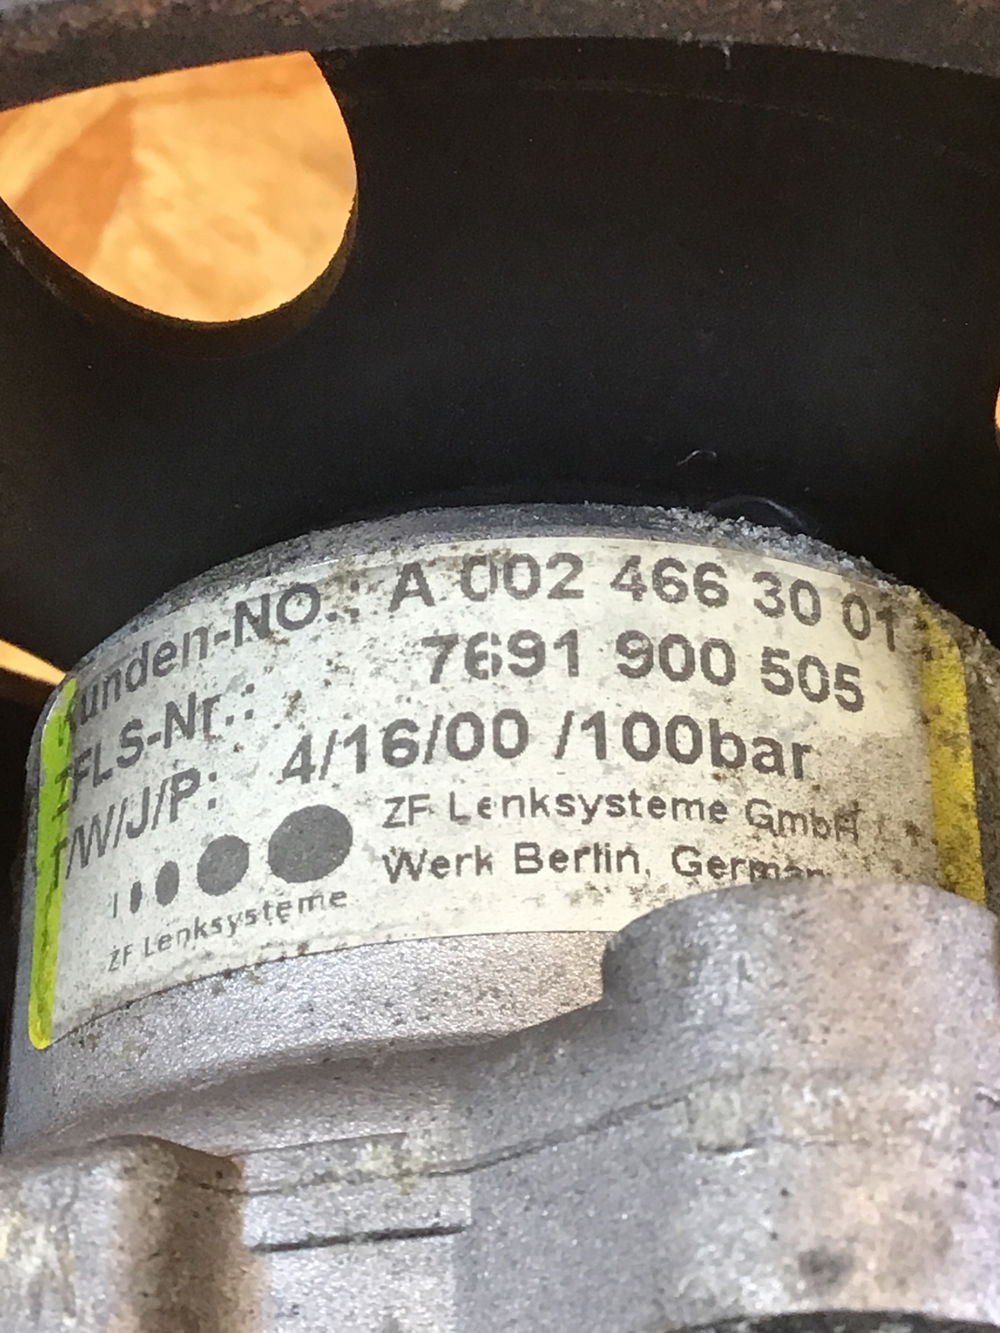 Kunden-NO.: A 002 466 30 01
ZFLS-Nr.: 7691 900 505
T/W/J/P: 4/16/00 /100bar
ZF Lenksysteme GmbH
Werk Berlin, German
ZF Lenksysteme